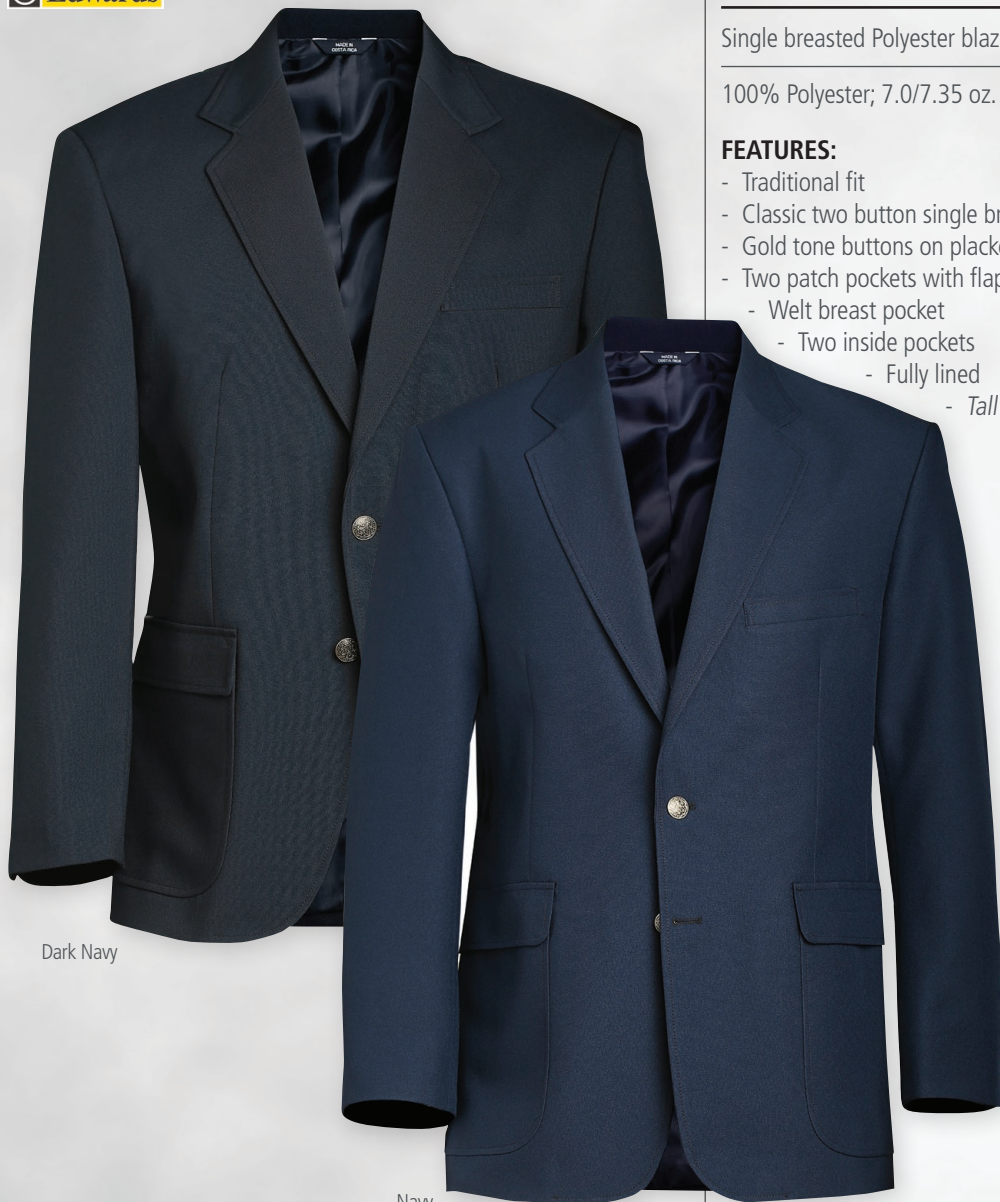 Edwards
Single breasted Polyester blaz
100% Polyester; 7.0/7.35 oz.
FEATURES:
- Traditional fit
- Classic two button single br
- Gold tone buttons on placke
- Two patch pockets with flap
- Welt breast pocket
- Two inside pockets
- Fully lined
- Tall
MADE IN
COSTA RICA
MADE IN
COSTA RICA
Dark Navy
Navy